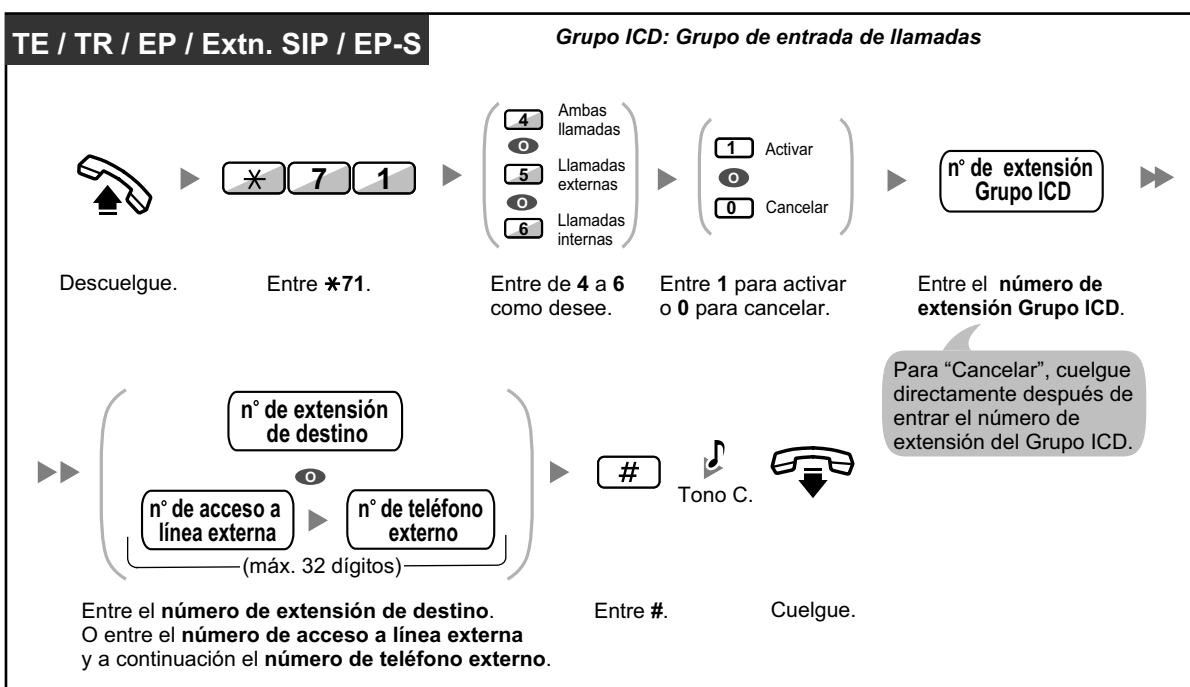 TE / TR / EP / Extn. SIP / EP-S
Grupo ICD: Grupo de entrada de llamadas
✳ 7 1
4 Ambas
llamadas
O
5 Llamadas
externas
O
6 Llamadas
internas
1 Activar
O
0 Cancelar
n° de extensión
Grupo ICD
Descuelgue.
Entre ✳71.
Entre de 4 a 6
como desee.
Entre 1 para activar
o 0 para cancelar.
Entre el número de
extensión Grupo ICD.
Para “Cancelar”, cuelgue
directamente después de
entrar el número de
extensión del Grupo ICD.
n° de extensión
de destino
O
n° de acceso a
línea externa
n° de teléfono
externo
(máx. 32 dígitos)
#
Tono C.
Entre el número de extensión de destino.
O entre el número de acceso a línea externa
y a continuación el número de teléfono externo.
Entre #.
Cuelgue.